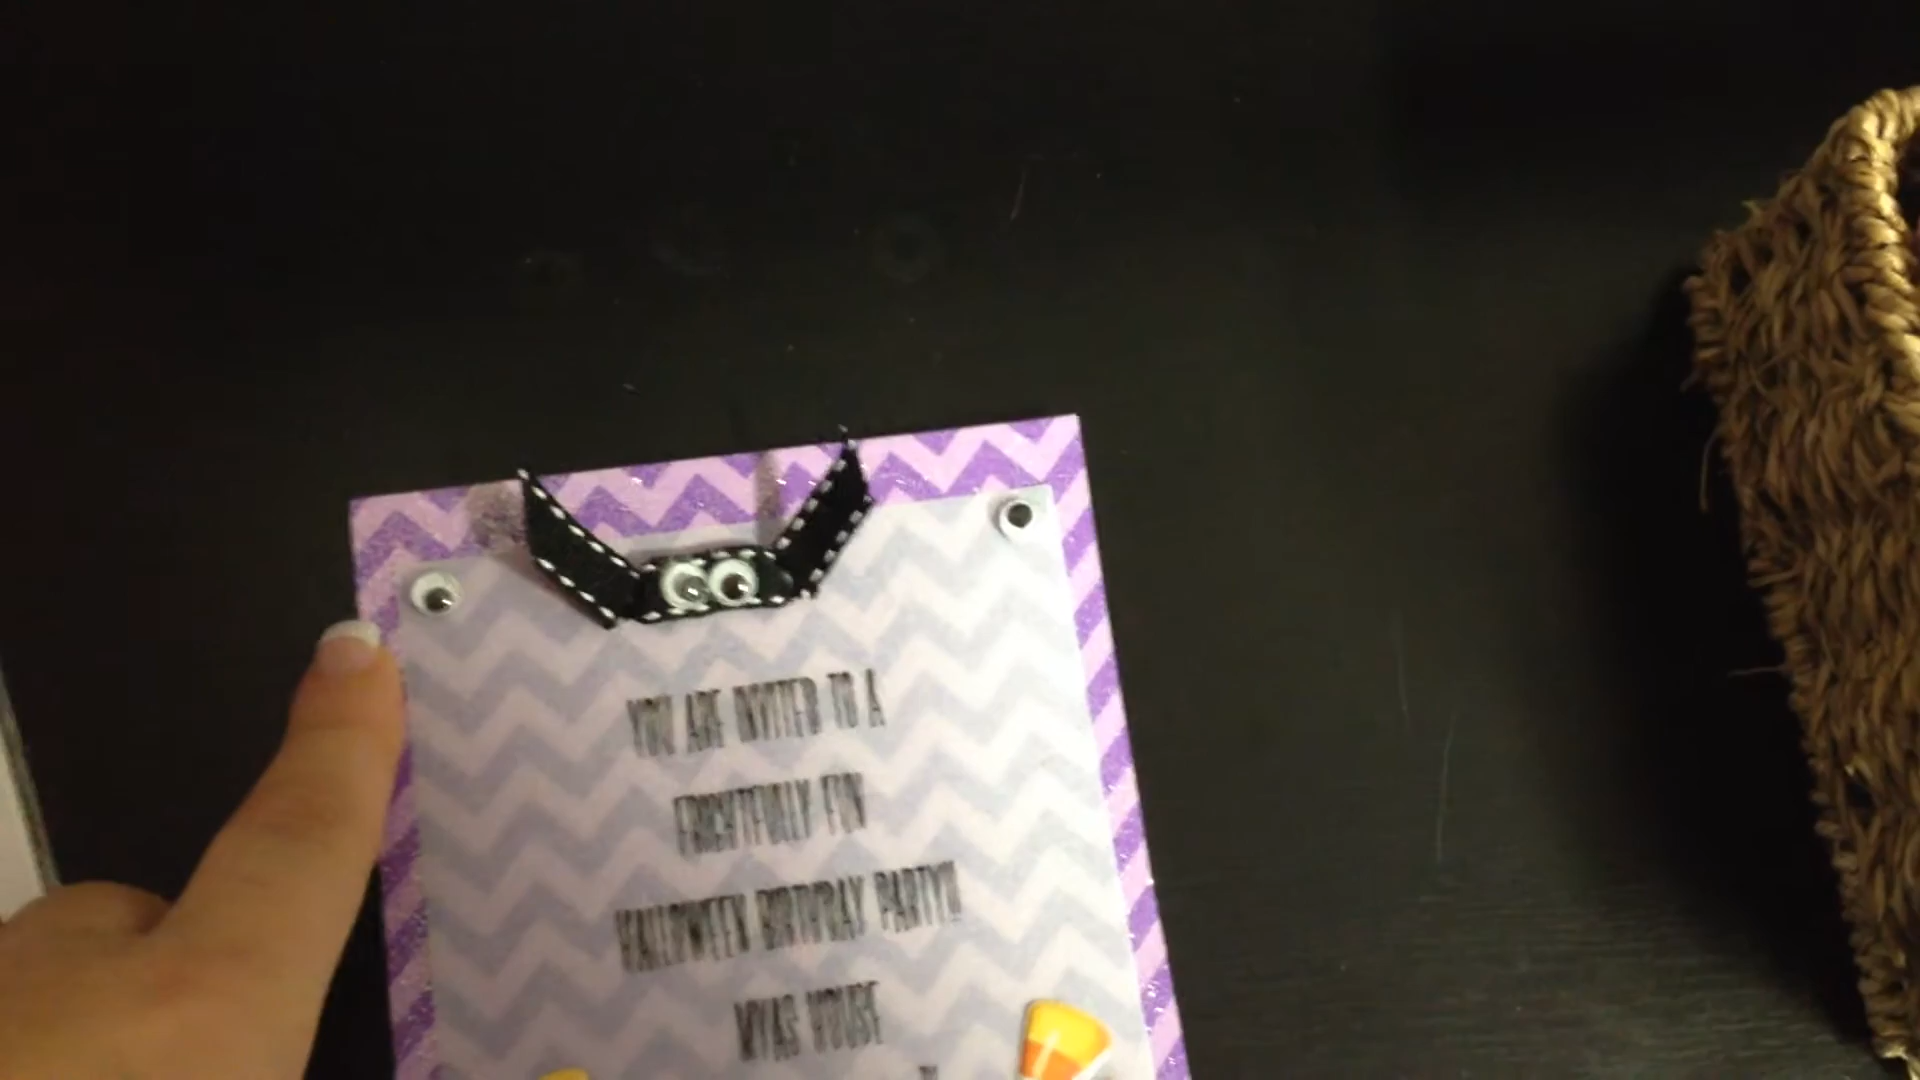 YOU ARE INVITED TO A
FRIGHTFULLY FUN
HALLOWEEN BIRTHDAY PARTY!!
MYAS HOUSE